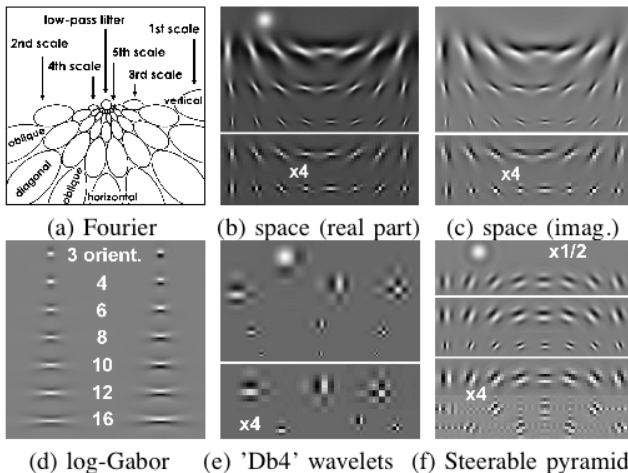 low-pass litter
2nd scale
1st scale
5th scale
4th scale
3rd scale
vertical
oblique
diagonal
oblique
horizontal
x4
x4
(a) Fourier
(b) space (real part)
(c) space (imag.)
3 orient.
4
6
8
10
12
16
x4
x1/2
x4
(d) log-Gabor
(e) 'Db4' wavelets
(f) Steerable pyramid